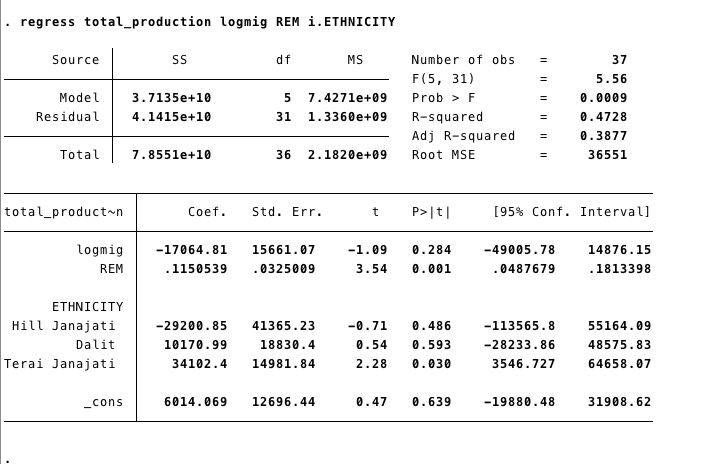 . regress total_production logmig REM i.ETHNICITY
Source SS df MS Number of obs = 37
F(5, 31) = 5.56
Model 3.7135e+10 5 7.4271e+09 Prob > F = 0.0009
Residual 4.1415e+10 31 1.3360e+09 R-squared = 0.4728
Adj R-squared = 0.3877
Total 7.8551e+10 36 2.1820e+09 Root MSE = 36551
total_product~n Coef. Std. Err. t P>|t| [95% Conf. Interval]
logmig -17064.81 15661.07 -1.09 0.284 -49005.78 14876.15
REM .1150539 .0325009 3.54 0.001 .0487679 .1813398
ETHNICITY
Hill Janajati -29200.85 41365.23 -0.71 0.486 -113565.8 55164.09
Dalit 10170.99 18830.4 0.54 0.593 -28233.86 48575.83
Terai Janajati 34102.4 14981.84 2.28 0.030 3546.727 64658.07
_cons 6014.069 12696.44 0.47 0.639 -19880.48 31908.62
.